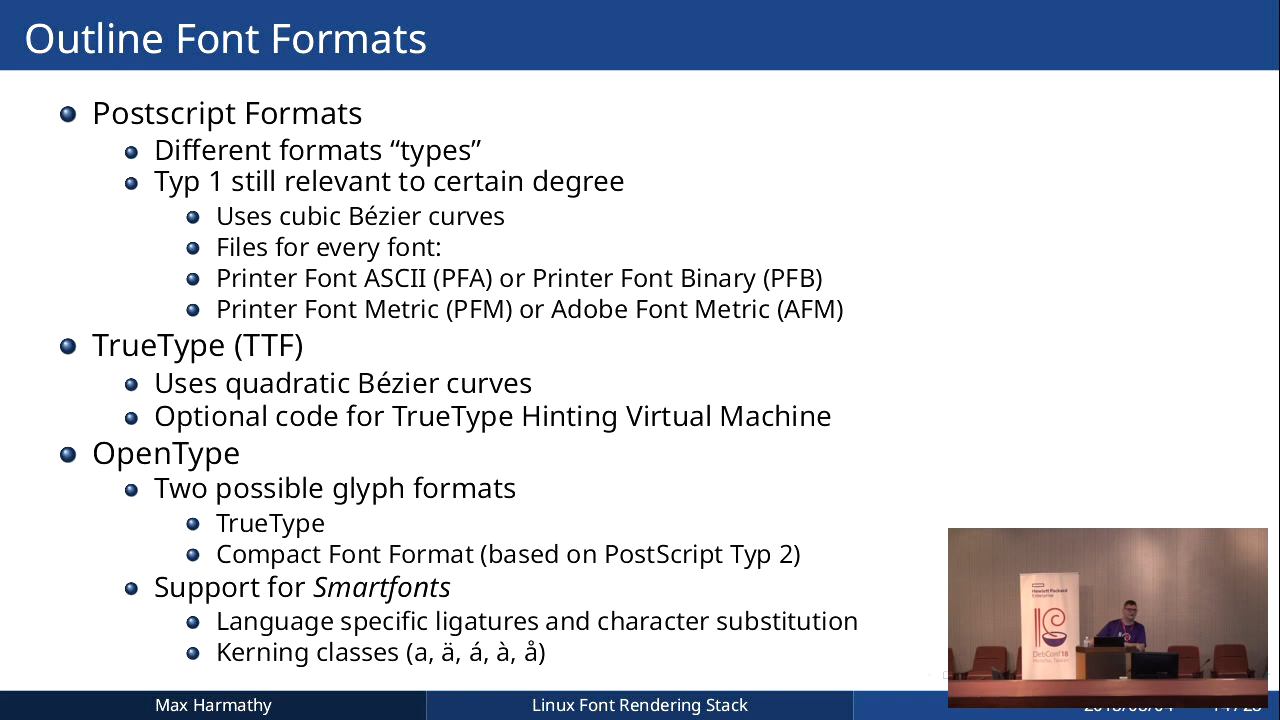 Outline Font Formats
Postscript Formats
Different formats “types”
Typ 1 still relevant to certain degree
Uses cubic Bézier curves
Files for every font:
Printer Font ASCII (PFA) or Printer Font Binary (PFB)
Printer Font Metric (PFM) or Adobe Font Metric (AFM)
TrueType (TTF)
Uses quadratic Bézier curves
Optional code for TrueType Hinting Virtual Machine
OpenType
Two possible glyph formats
TrueType
Compact Font Format (based on PostScript Typ 2)
Support for Smartfonts
Language specific ligatures and character substitution
Kerning classes (a, ä, á, à, å)
Hewlett Packard
Enterprise
DebConf18
Max Harmathy
Linux Font Rendering Stack